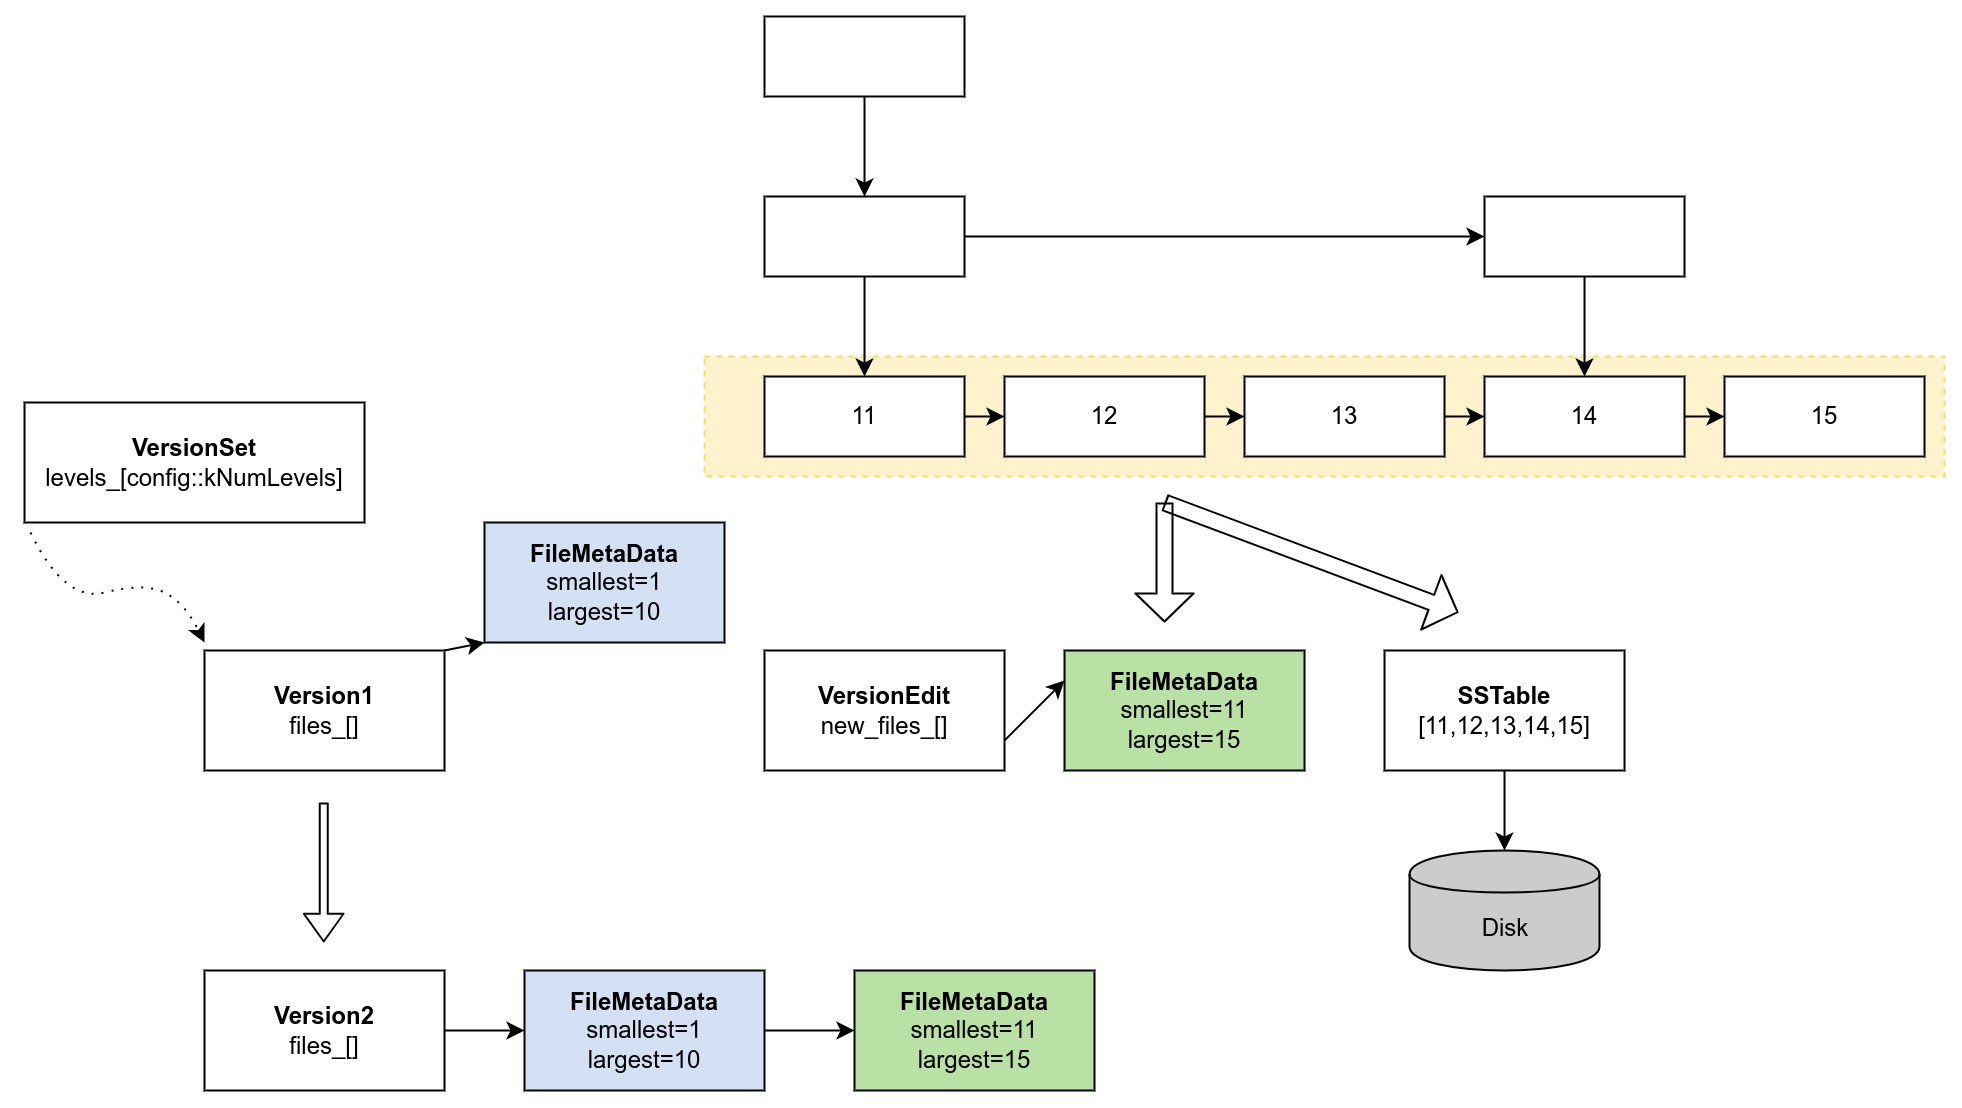 11
12
13
14
15
VersionSet
levels_[config::kNumLevels]
FileMetaData
smallest=1
largest=10
Version1
files_[]
VersionEdit
new_files_[]
FileMetaData
smallest=11
largest=15
SSTable
[11,12,13,14,15]
Disk
Version2
files_[]
FileMetaData
smallest=1
largest=10
FileMetaData
smallest=11
largest=15